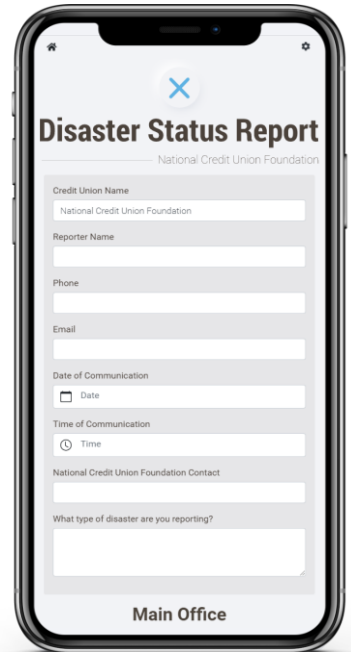 Disaster Status Report
National Credit Union Foundation
Credit Union Name
National Credit Union Foundation
Reporter Name
Phone
Email
Date of Communication
Date
Time of Communication
Time
National Credit Union Foundation Contact
What type of disaster are you reporting?
Main Office